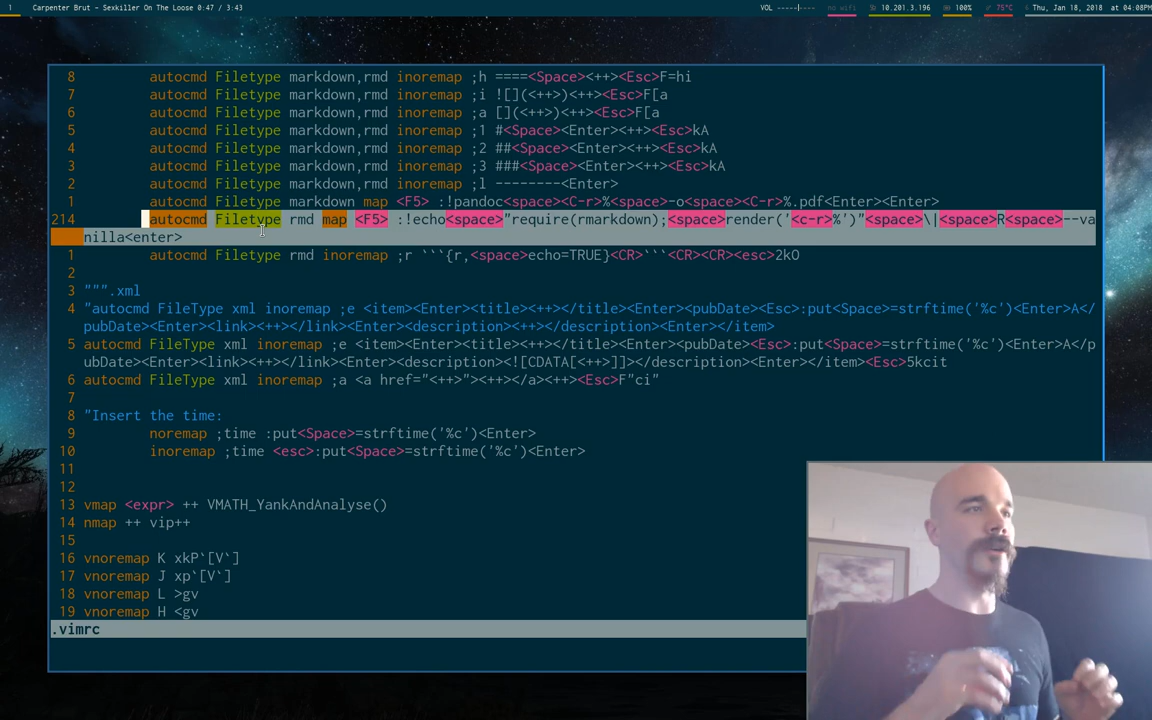 1 Carpenter Brut - Sexkiller On The Loose 0:47 / 3:43 VOL -----|---- no wifi 10.201.3.196 100% 75°C Thu, Jan 18, 2018 at 04:08PM
8 autocmd Filetype markdown,rmd inoremap ;h ====<Space><++><Esc>F=hi
7 autocmd Filetype markdown,rmd inoremap ;i ![](<++>)<++><Esc>F[a
6 autocmd Filetype markdown,rmd inoremap ;a [](<++>)<++><Esc>F[a
5 autocmd Filetype markdown,rmd inoremap ;1 #<Space><Enter><++><Esc>kA
4 autocmd Filetype markdown,rmd inoremap ;2 ##<Space><Enter><++><Esc>kA
3 autocmd Filetype markdown,rmd inoremap ;3 ###<Space><Enter><++><Esc>kA
2 autocmd Filetype markdown,rmd inoremap ;l --------<Enter>
1 autocmd Filetype markdown map <F5> :!pandoc<space><C-r>%<space>-o<space><C-r>%.pdf<Enter><Enter>
214 autocmd Filetype rmd map <F5> :!echo<space>"require(rmarkdown);<space>render('<c-r>%')"<space>\|<space>R<space>--va
nilla<enter>
1 autocmd Filetype rmd inoremap ;r ```{r,<space>echo=TRUE}<CR>```<CR><CR><esc>2kO
2
3 """.xml
4 "autocmd FileType xml inoremap ;e <item><Enter><title><++></title><Enter><pubDate><Esc>:put<Space>=strftime('%c')<Enter>A</
pubDate><Enter><link><++></link><Enter><description><++></description><Enter></item>
5 autocmd FileType xml inoremap ;e <item><Enter><title><++></title><Enter><pubDate><Esc>:put<Space>=strftime('%c')<Enter>A</p
ubDate><Enter><link><++></link><Enter><description><![CDATA[<++>]]></description><Enter></item><Esc>5kcit
6 autocmd FileType xml inoremap ;a <a href="<++>"><++></a><++><Esc>F"ci"
7
8 "Insert the time:
9 noremap ;time :put<Space>=strftime('%c')<Enter>
10 inoremap ;time <esc>:put<Space>=strftime('%c')<Enter>
11
12
13 vmap <expr> ++ VMATH_YankAndAnalyse()
14 nmap ++ vip++
15
16 vnoremap K xkP`[V`]
17 vnoremap J xp`[V`]
18 vnoremap L >gv
19 vnoremap H <gv
.vimrc